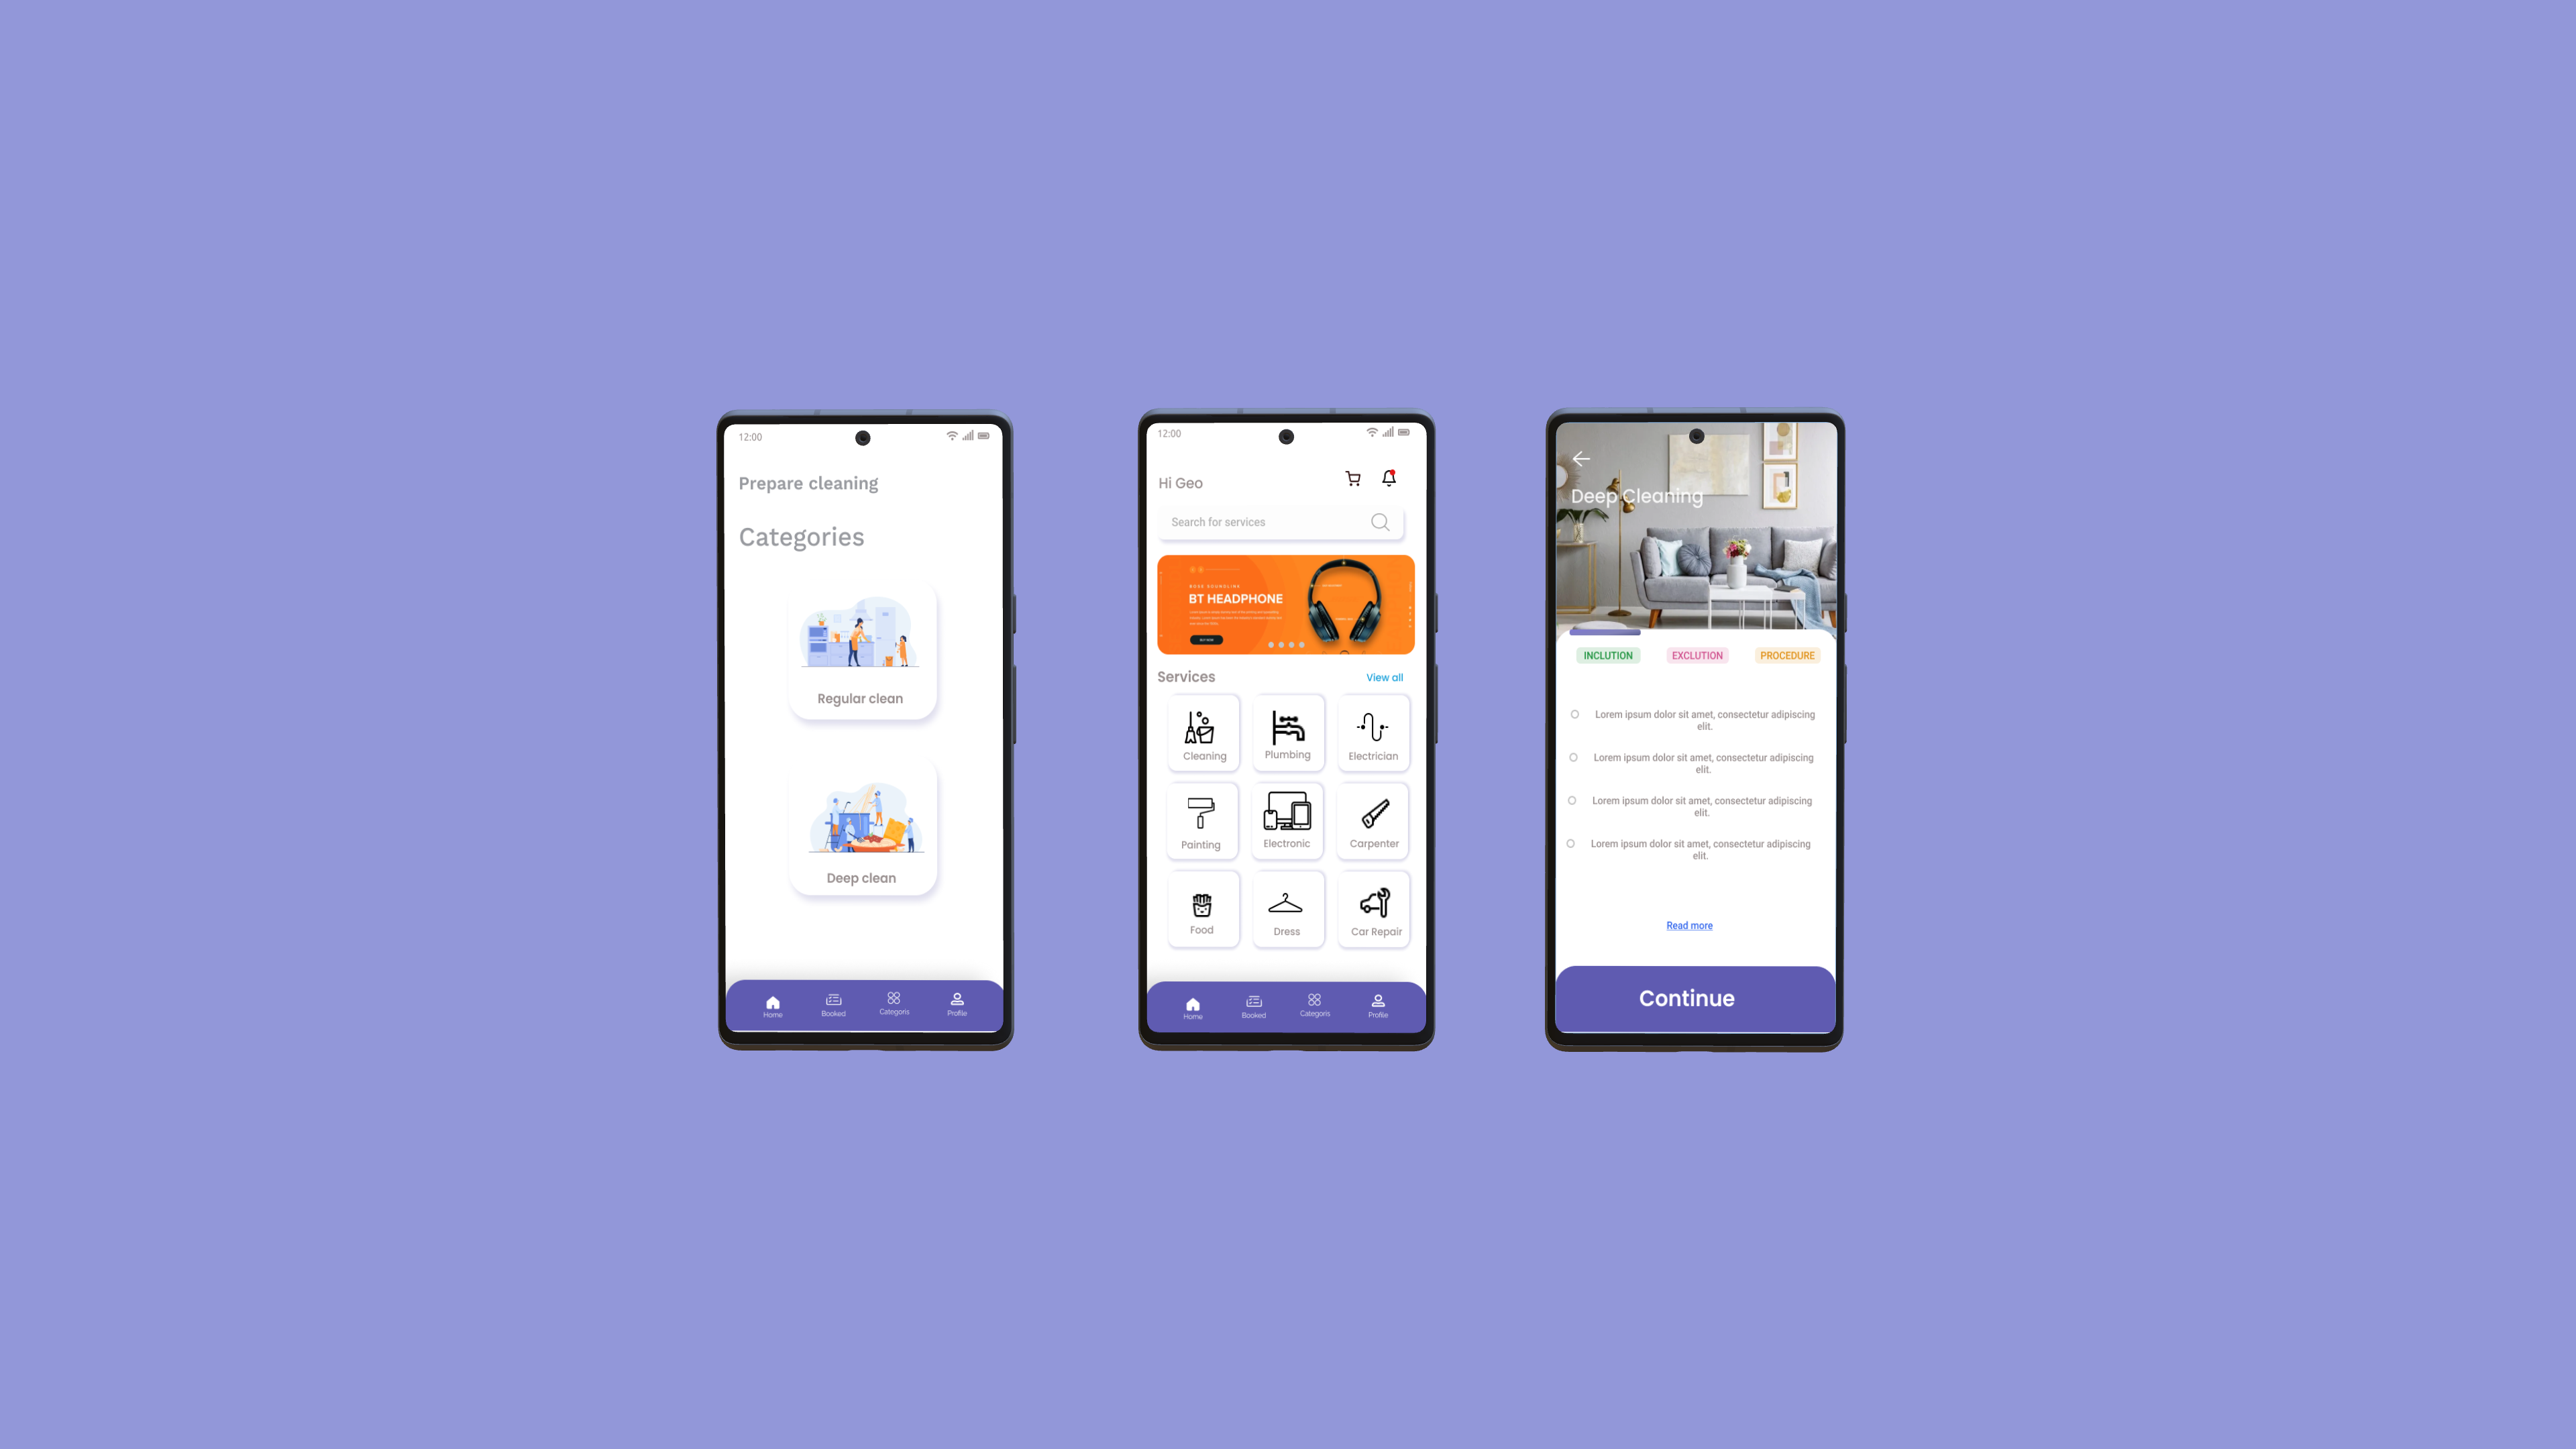 12:00
Prepare cleaning
Categories
Regular clean
Deep clean
Home
Booked
Categoris
Profile
12:00
Hi Geo
Search for services
BT HEADPHONE
BUY NOW
Services
View all
Cleaning
Plumbing
Electrician
Painting
Electronic
Carpenter
Food
Dress
Car Repair
Home
Booked
Categoris
Profile
Deep Cleaning
INCLUTION
EXCLUTION
PROCEDURE
Lorem ipsum dolor sit amet, consectetur adipiscing
elit.
Lorem ipsum dolor sit amet, consectetur adipiscing
elit.
Lorem ipsum dolor sit amet, consectetur adipiscing
elit.
Lorem ipsum dolor sit amet, consectetur adipiscing
elit.
Read more
Continue